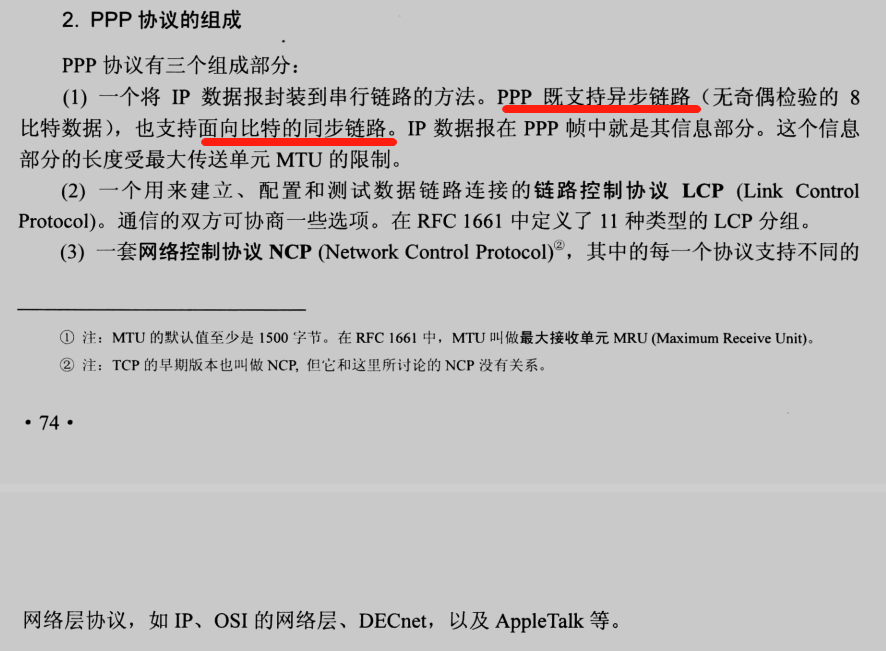 2. PPP 协议的组成
PPP 协议有三个组成部分：
(1) 一个将 IP 数据报封装到串行链路的方法。PPP 既支持异步链路（无奇偶检验的 8
比特数据），也支持面向比特的同步链路。IP 数据报在 PPP 帧中就是其信息部分。这个信息
部分的长度受最大传送单元 MTU 的限制。
(2) 一个用来建立、配置和测试数据链路连接的链路控制协议 LCP (Link Control
Protocol)。通信的双方可协商一些选项。在 RFC 1661 中定义了 11 种类型的 LCP 分组。
(3) 一套网络控制协议 NCP (Network Control Protocol)②，其中的每一个协议支持不同的
① 注：MTU 的默认值至少是 1500 字节。在 RFC 1661 中，MTU 叫做最大接收单元 MRU (Maximum Receive Unit)。
② 注：TCP 的早期版本也叫做 NCP, 但它和这里所讨论的 NCP 没有关系。
• 74 •
网络层协议，如 IP、OSI 的网络层、DECnet，以及 AppleTalk 等。